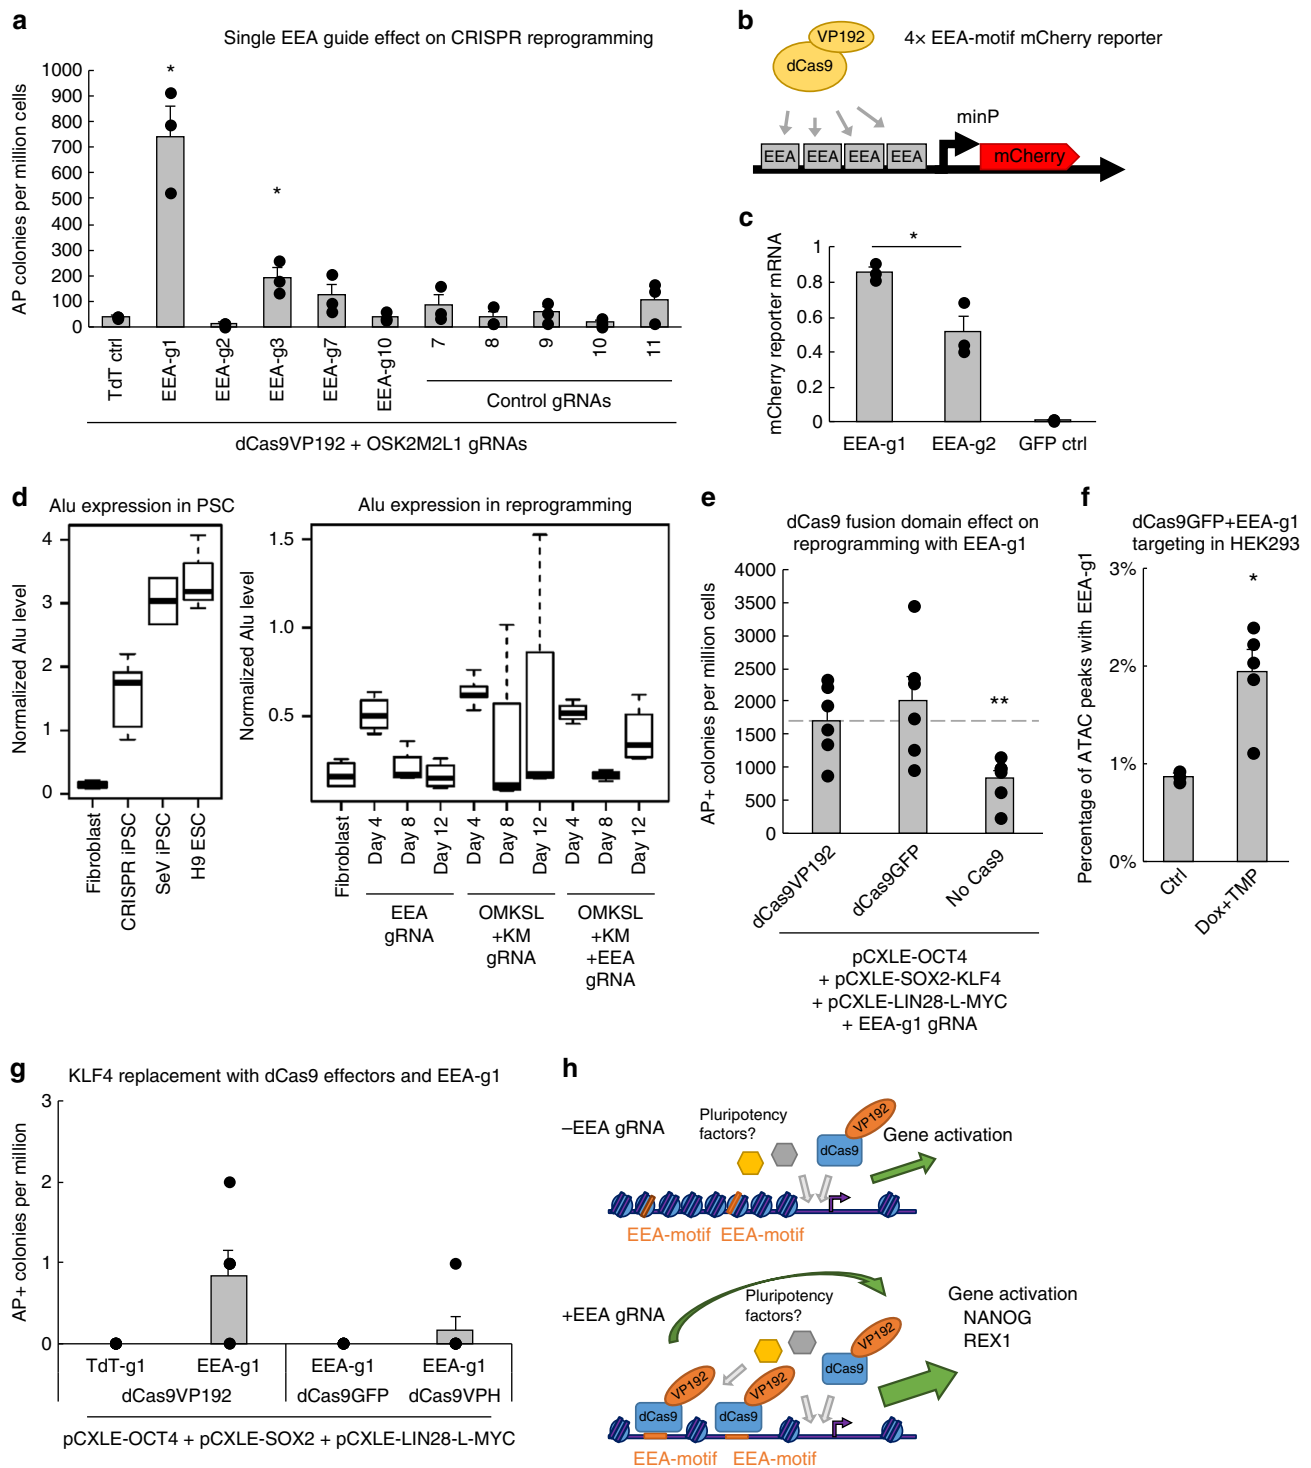 a
Single EEA guide effect on CRISPR reprogramming
AP colonies per million cells
1000
900
800
700
600
500
400
300
200
100
0
*
*
TdT ctrl
EEA-g1
EEA-g2
EEA-g3
EEA-g7
EEA-g10
7
8
9
10
11
Control gRNAs
dCas9VP192 + OSK2M2L1 gRNAs
b
VP192
dCas9
4× EEA-motif mCherry reporter
minP
EEA
EEA
EEA
EEA
mCherry
c
mCherry reporter mRNA
1
0.8
0.6
0.4
0.2
0
*
EEA-g1
EEA-g2
GFP ctrl
d
Alu expression in PSC
Normalized Alu level
4
3
2
1
0
Fibroblast
CRISPR iPSC
SeV iPSC
H9 ESC
Alu expression in reprogramming
Normalized Alu level
1.5
1.0
0.5
Fibroblast
Day 4
Day 8
Day 12
Day 4
Day 8
Day 12
Day 4
Day 8
Day 12
EEA
gRNA
OMKSL
+KM
gRNA
OMKSL
+KM
+EEA
gRNA
e
dCas9 fusion domain effect on
reprogramming with EEA-g1
AP+ colonies per million cells
4000
3500
3000
2500
2000
1500
1000
500
0
**
dCas9VP192
dCas9GFP
No Cas9
pCXLE-OCT4
+ pCXLE-SOX2-KLF4
+ pCXLE-LIN28-L-MYC
+ EEA-g1 gRNA
f
dCas9GFP+EEA-g1
targeting in HEK293
Percentage of ATAC peaks with EEA-g1
3%
2%
1%
0%
*
Ctrl
Dox+TMP
g
KLF4 replacement with dCas9 effectors and EEA-g1
AP+ colonies per million
3
2
1
0
TdT-g1
EEA-g1
EEA-g1
EEA-g1
dCas9VP192
dCas9GFP
dCas9VPH
pCXLE-OCT4 + pCXLE-SOX2 + pCXLE-LIN28-L-MYC
h
–EEA gRNA
Pluripotency
factors?
VP192
dCas9
Gene activation
EEA-motif
EEA-motif
+EEA gRNA
Pluripotency
factors?
VP192
dCas9
VP192
dCas9
VP192
dCas9
Gene activation
NANOG
REX1
EEA-motif
EEA-motif